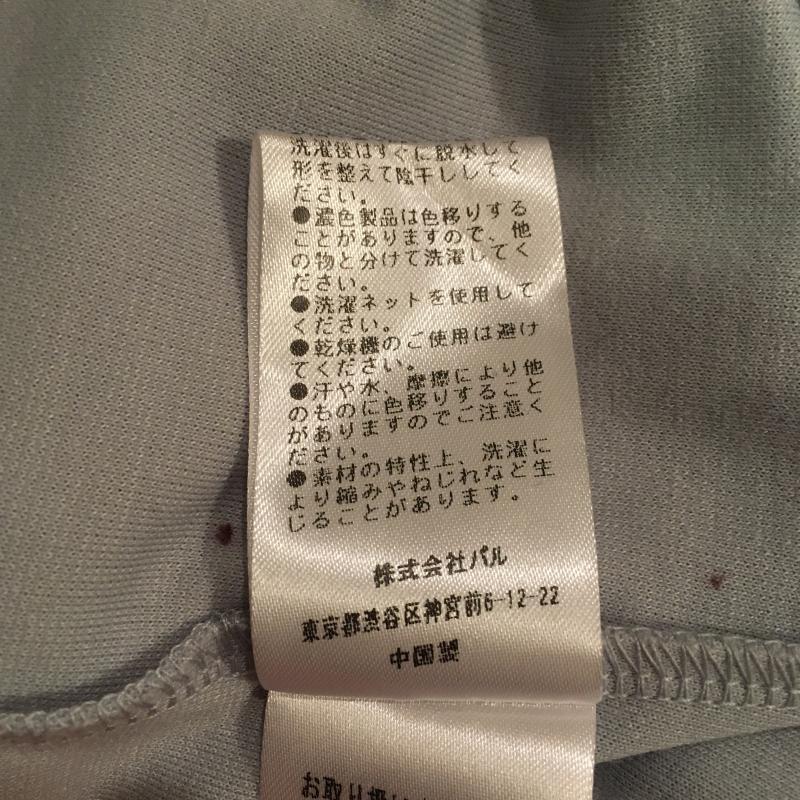 洗濯後はすぐに脱水して
形を整えて陰干ししてく
ださい。
●濃色製品は色移りする
ことがありますので、他
の物と分けて洗濯してく
ださい。
●洗濯ネットを使用して
ください。
●乾燥機のご使用は避け
てください。
●汗や水、摩擦により他
のものに色移りすること
がありますのでご注意く
ださい。
●素材の特性上、洗濯に
より縮みやねじれなど生
じることがあります。
株式会社パル
東京都渋谷区神宮前6-12-22
中国製
お取り扱い